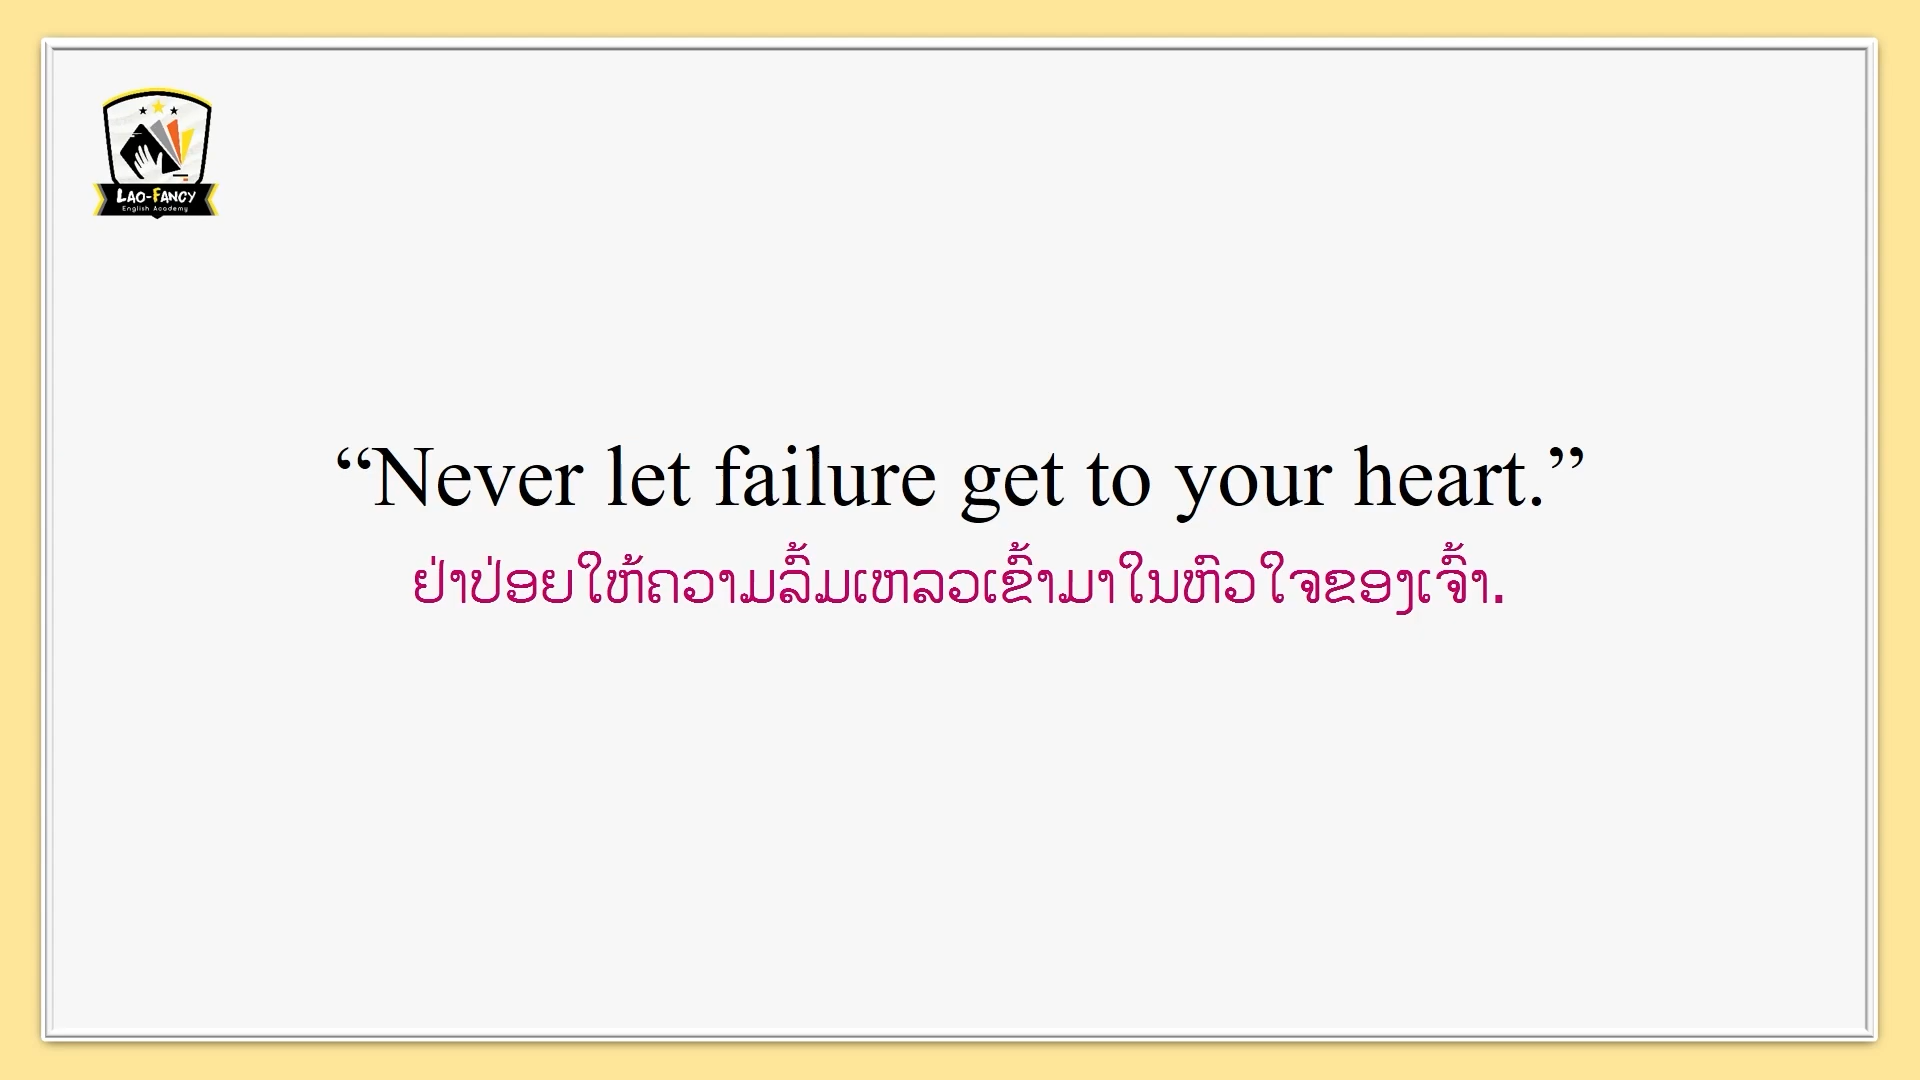 LAO-FANCY
English Academy
“Never let failure get to your heart.”
ຢ່າປ່ອຍໃຫ້ຄວາມລົ້ມເຫລວເຂົ້າມາໃນຫົວໃຈຂອງເຈົ້າ.